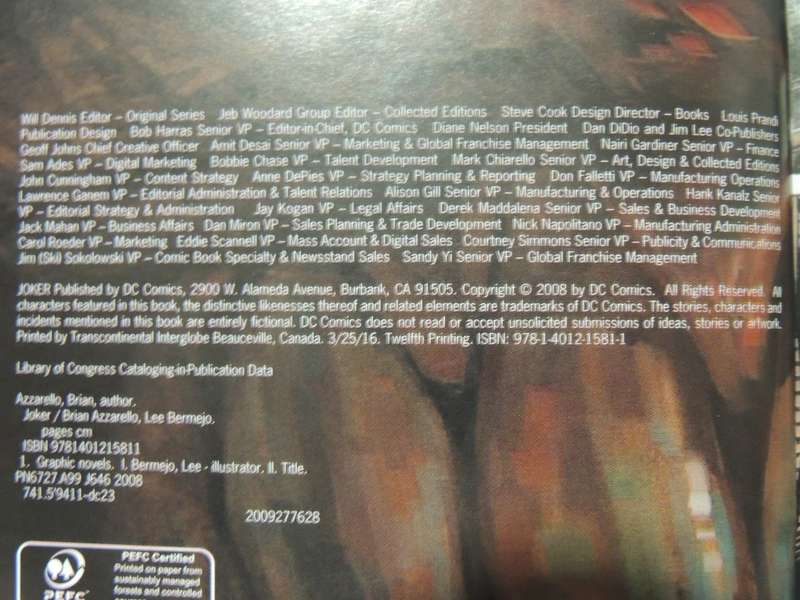 Will Dennis Editor – Original Series Jeb Woodard Group Editor – Collected Editions Steve Cook Design Director – Books Louis Prandi
Publication Design Bob Harras Senior VP – Editor-in-Chief, DC Comics Diane Nelson President Dan DiDio and Jim Lee Co-Publishers
Geoff Johns Chief Creative Officer Amit Desai Senior VP – Marketing & Global Franchise Management Nairi Gardiner Senior VP – Finance
Sam Ades VP – Digital Marketing Bobbie Chase VP – Talent Development Mark Chiarello Senior VP – Art, Design & Collected Editions
John Cunningham VP – Content Strategy Anne DePies VP – Strategy Planning & Reporting Don Falletti VP – Manufacturing Operations
Lawrence Ganem VP – Editorial Administration & Talent Relations Alison Gill Senior VP – Manufacturing & Operations Hank Kanalz Senior
VP – Editorial Strategy & Administration Jay Kogan VP – Legal Affairs Derek Maddalena Senior VP – Sales & Business Development
Jack Mahan VP – Business Affairs Dan Miron VP – Sales Planning & Trade Development Nick Napolitano VP – Manufacturing Administration
Carol Roeder VP – Marketing Eddie Scannell VP – Mass Account & Digital Sales Courtney Simmons Senior VP – Publicity & Communications
Jim (Ski) Sokolowski VP – Comic Book Specialty & Newsstand Sales Sandy Yi Senior VP – Global Franchise Management
JOKER Published by DC Comics, 2900 W. Alameda Avenue, Burbank, CA 91505. Copyright © 2008 by DC Comics. All Rights Reserved. All
characters featured in this book, the distinctive likenesses thereof and related elements are trademarks of DC Comics. The stories, characters and
incidents mentioned in this book are entirely fictional. DC Comics does not read or accept unsolicited submissions of ideas, stories or artwork.
Printed by Transcontinental Interglobe Beauceville, Canada. 3/25/16. Twelfth Printing. ISBN: 978-1-4012-1581-1
Library of Congress Cataloging-in-Publication Data
Azzarello, Brian, author.
Joker / Brian Azzarello, Lee Bermejo.
pages cm
ISBN 9781401215811
1. Graphic novels. I. Bermejo, Lee - illustrator. II. Title.
PN6727.A99 J646 2008
741.5'9411-dc23
2009277628
PEFC Certified
Printed on paper from
sustainably managed
forests and controlled
PEFC